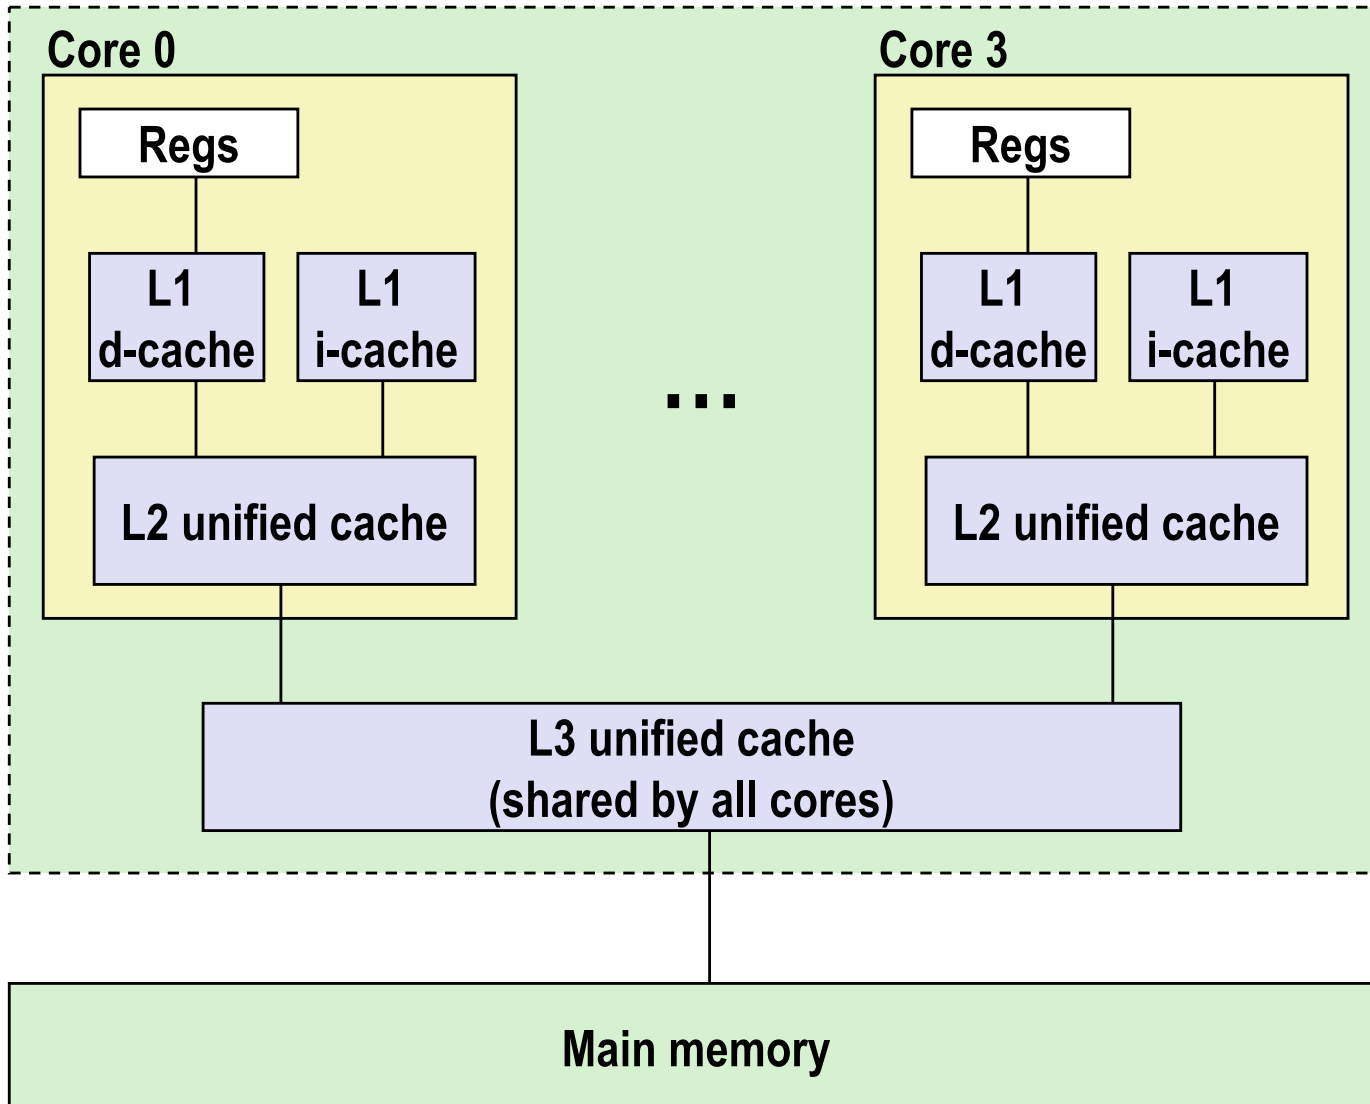 Core 0
Regs
L1
d-cache
L1
i-cache
L2 unified cache
...
Core 3
Regs
L1
d-cache
L1
i-cache
L2 unified cache
L3 unified cache
(shared by all cores)
Main memory